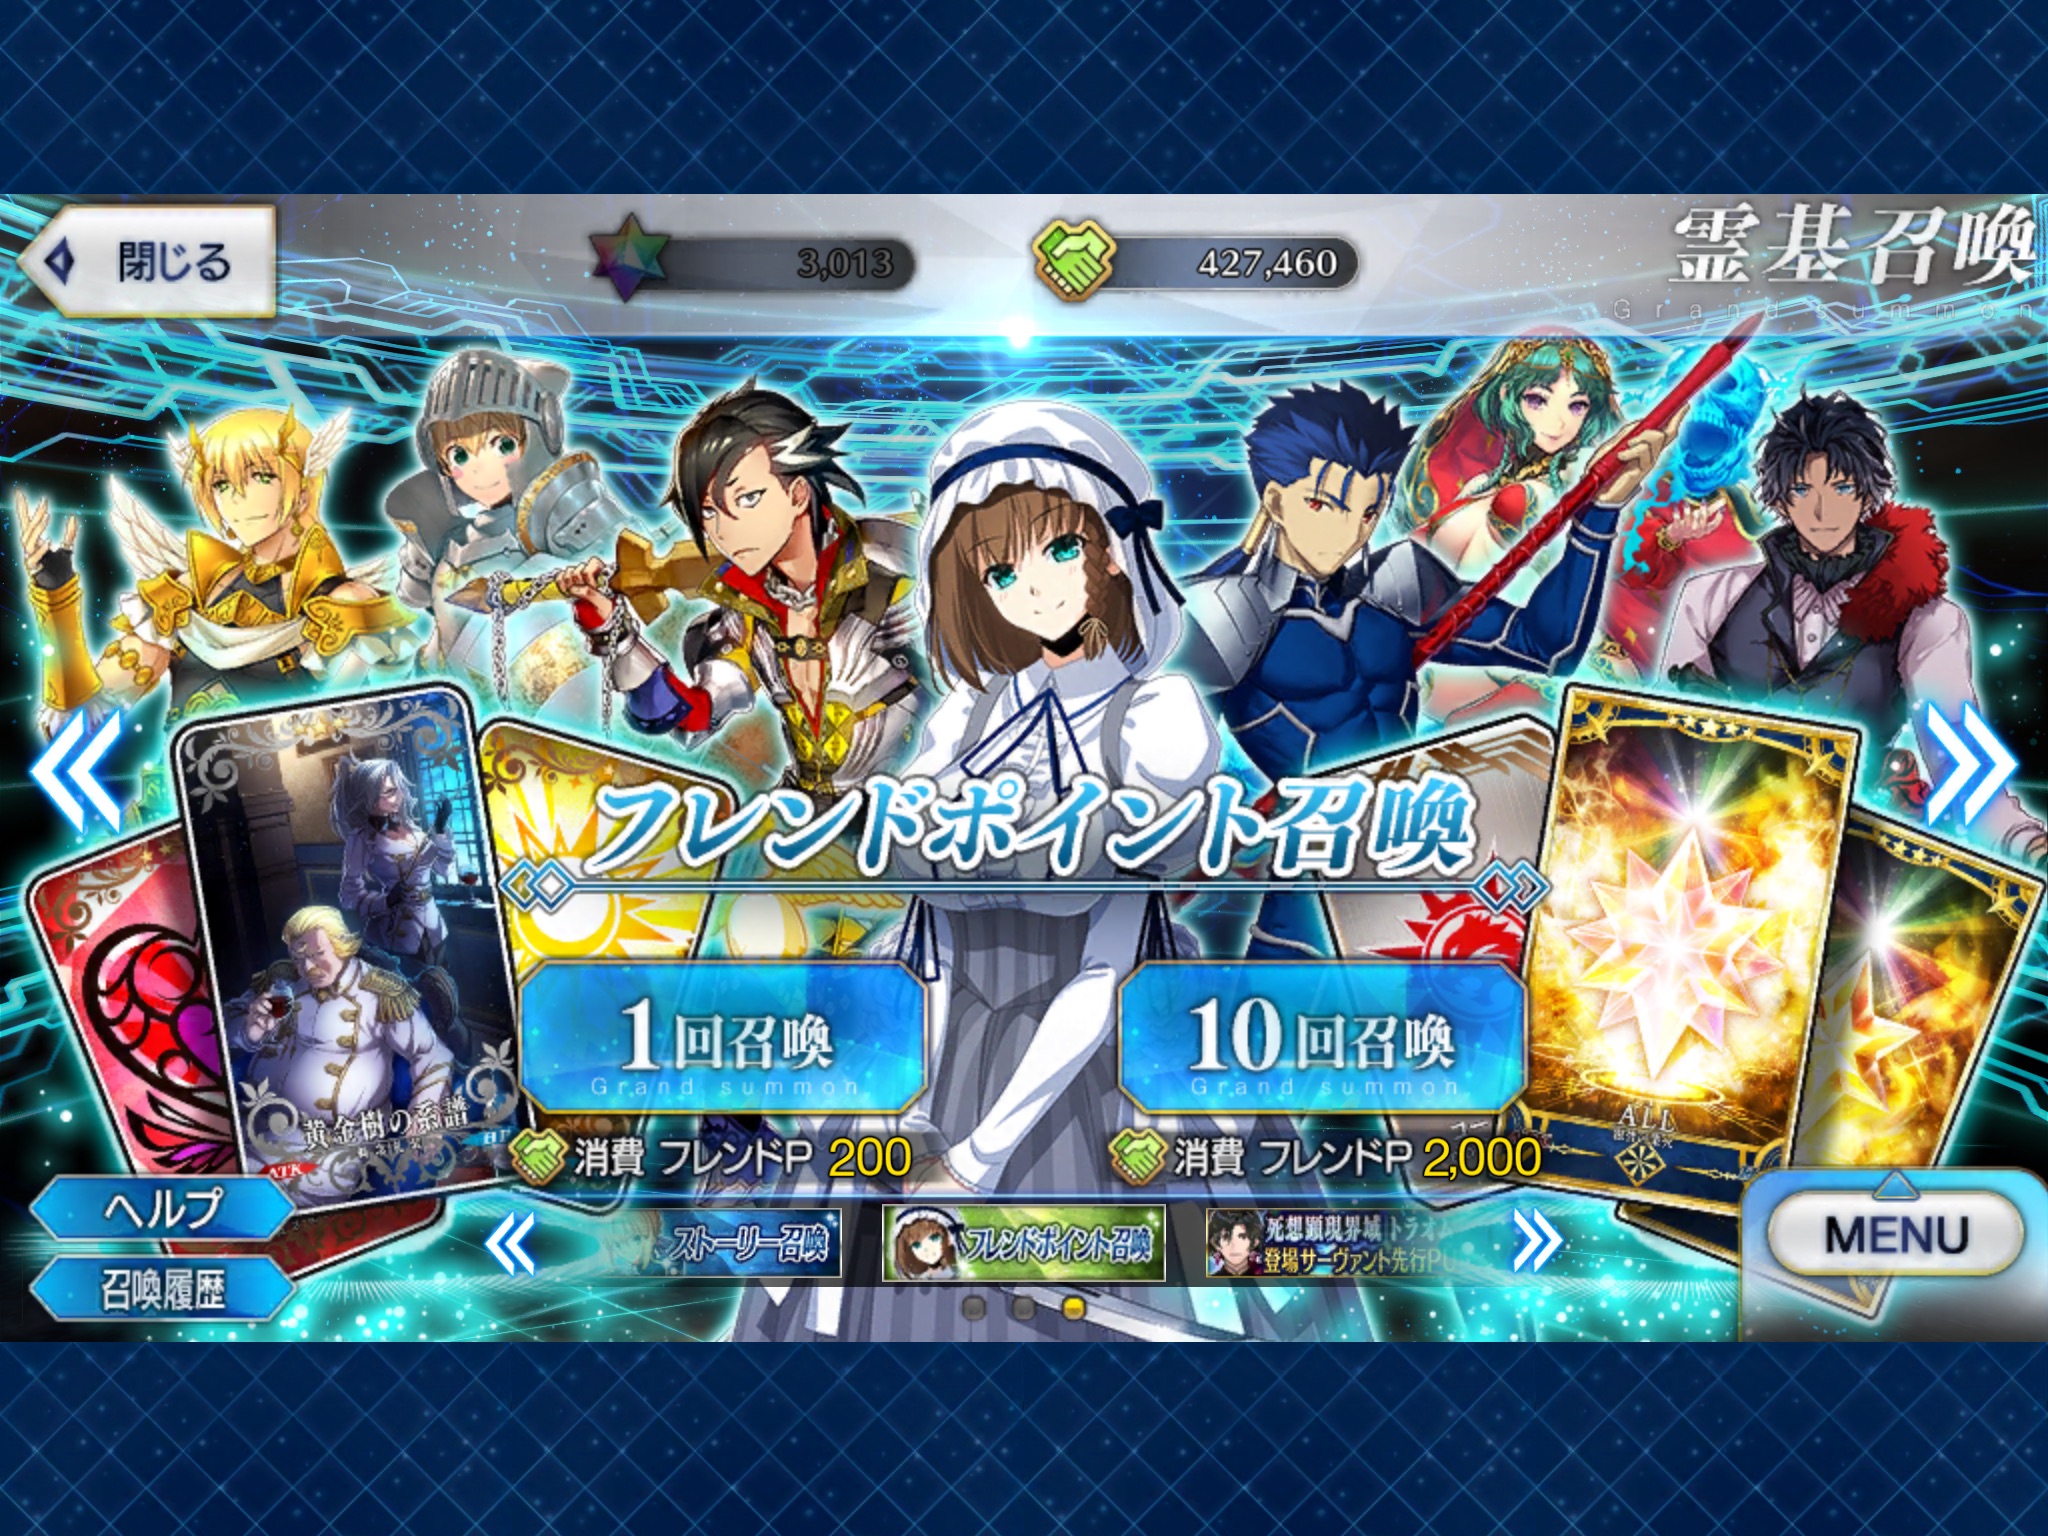 閉じる
3,013
427,460
霊基召喚
Grand summon
フレンドポイント召喚
1回召喚
Grand summon
10回召喚
Grand summon
消費 フレンドP 200
消費 フレンドP 2,000
黄金樹の系譜
ATK
ALL
ヘルプ
召喚履歴
ストーリー召喚
フレンドポイント召喚
死想顕現界域 トラオム
登場サーヴァント先行PU
MENU